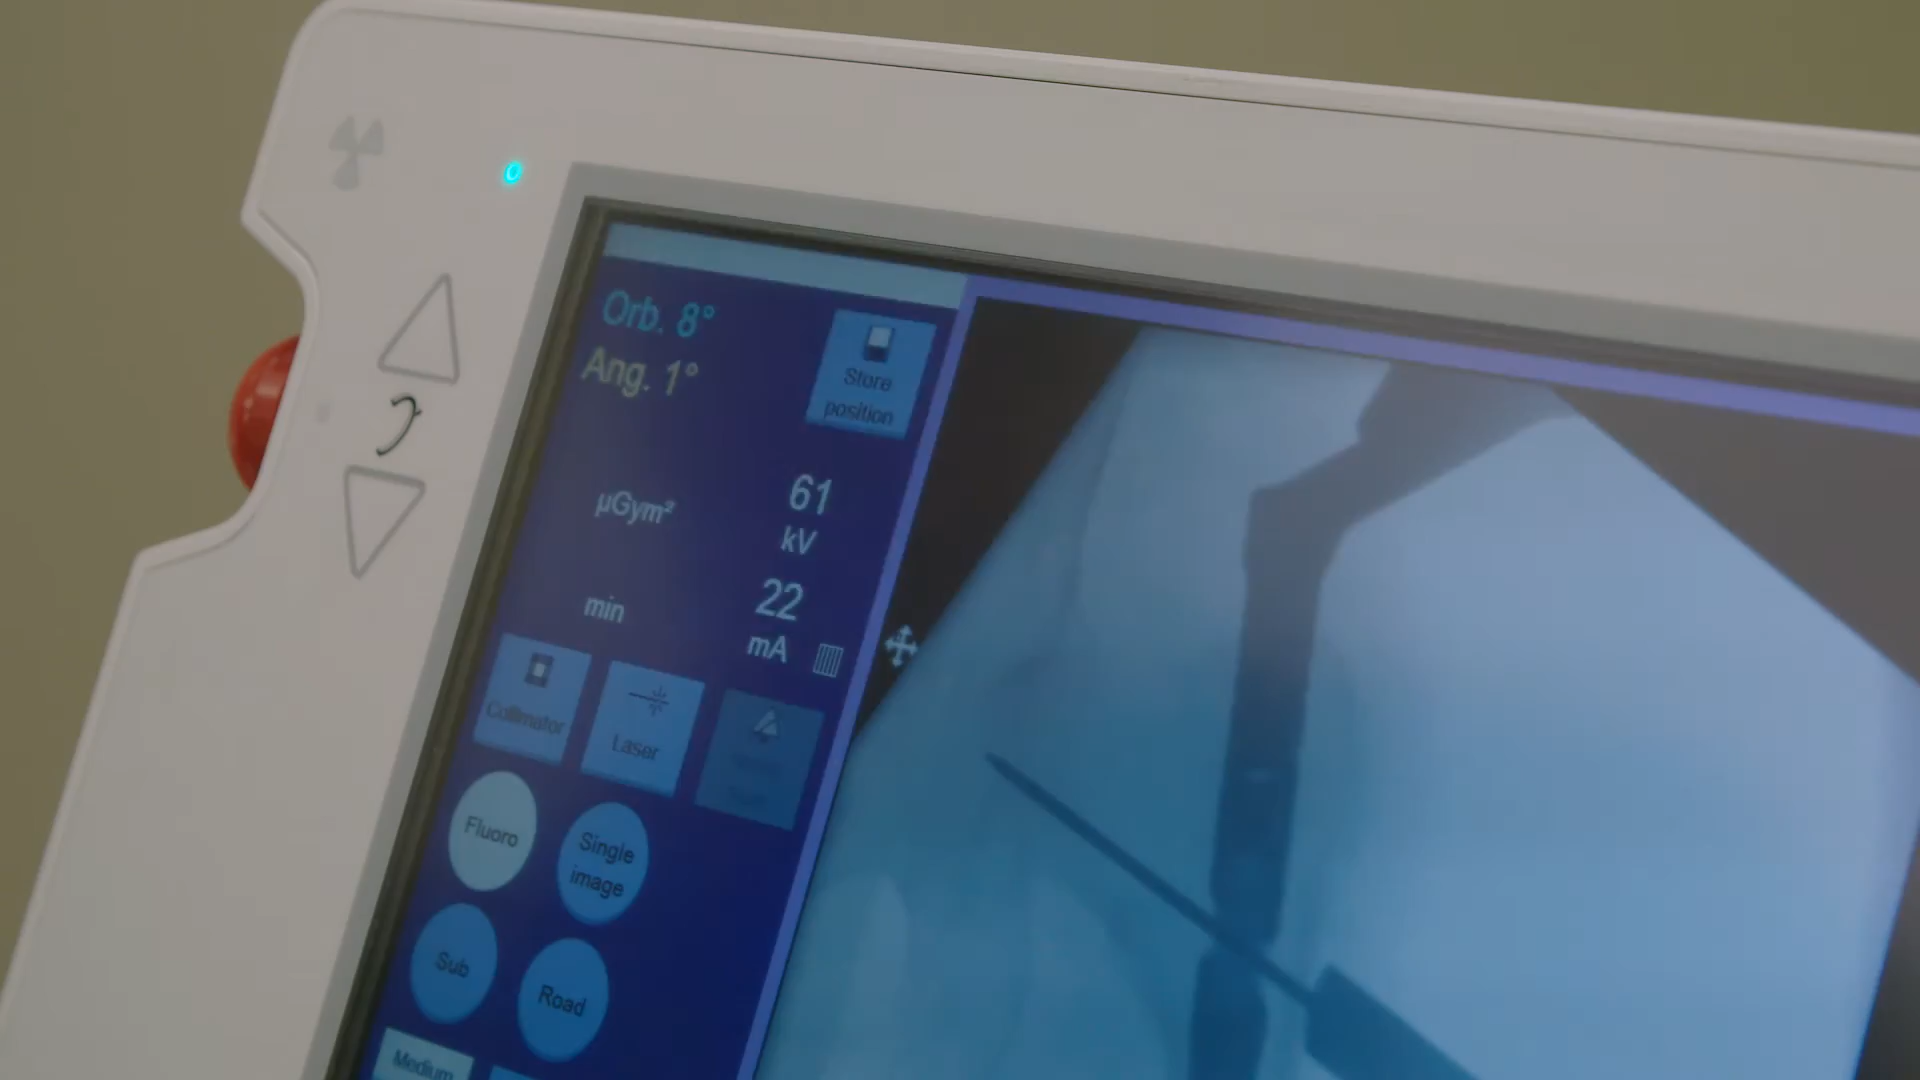 Orb. 8°
Ang. 1°
Store
position
61
kV
µGym²
22
mA
min
Collimator
Laser
Fluoro
Single
image
Sub
Road
Medium